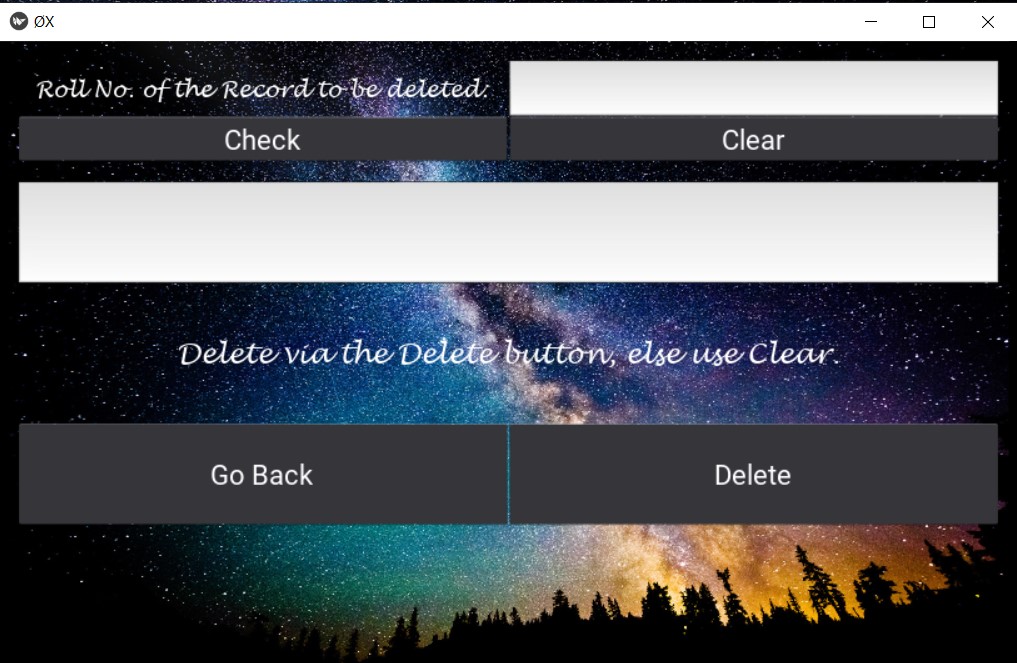 ØX
Roll No. of the Record to be deleted:
Check
Clear
Delete via the Delete button, else use Clear.
Go Back
Delete